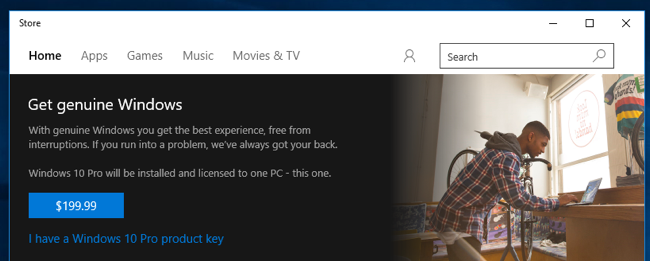 Store
Home Apps Games Music Movies & TV Search
Get genuine Windows
With genuine Windows you get the best experience, free from
interruptions. If you run into a problem, we've always got your back.
Windows 10 Pro will be installed and licensed to one PC - this one.
$199.99
I have a Windows 10 Pro product key